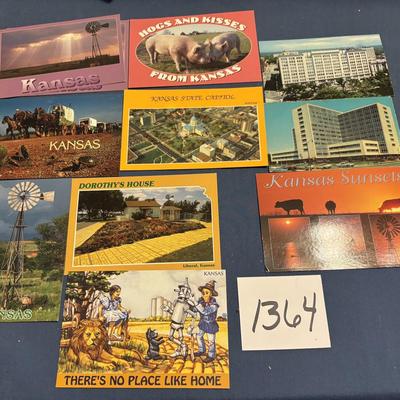 Kansas
HOGS AND KISSES
FROM KANSAS
KANSAS
KANSAS STATE CAPITOL
Kansas Sunsets
NSAS
DOROTHY'S HOUSE
Liberal, Kansas
KANSAS
THERE'S NO PLACE LIKE HOME
1364